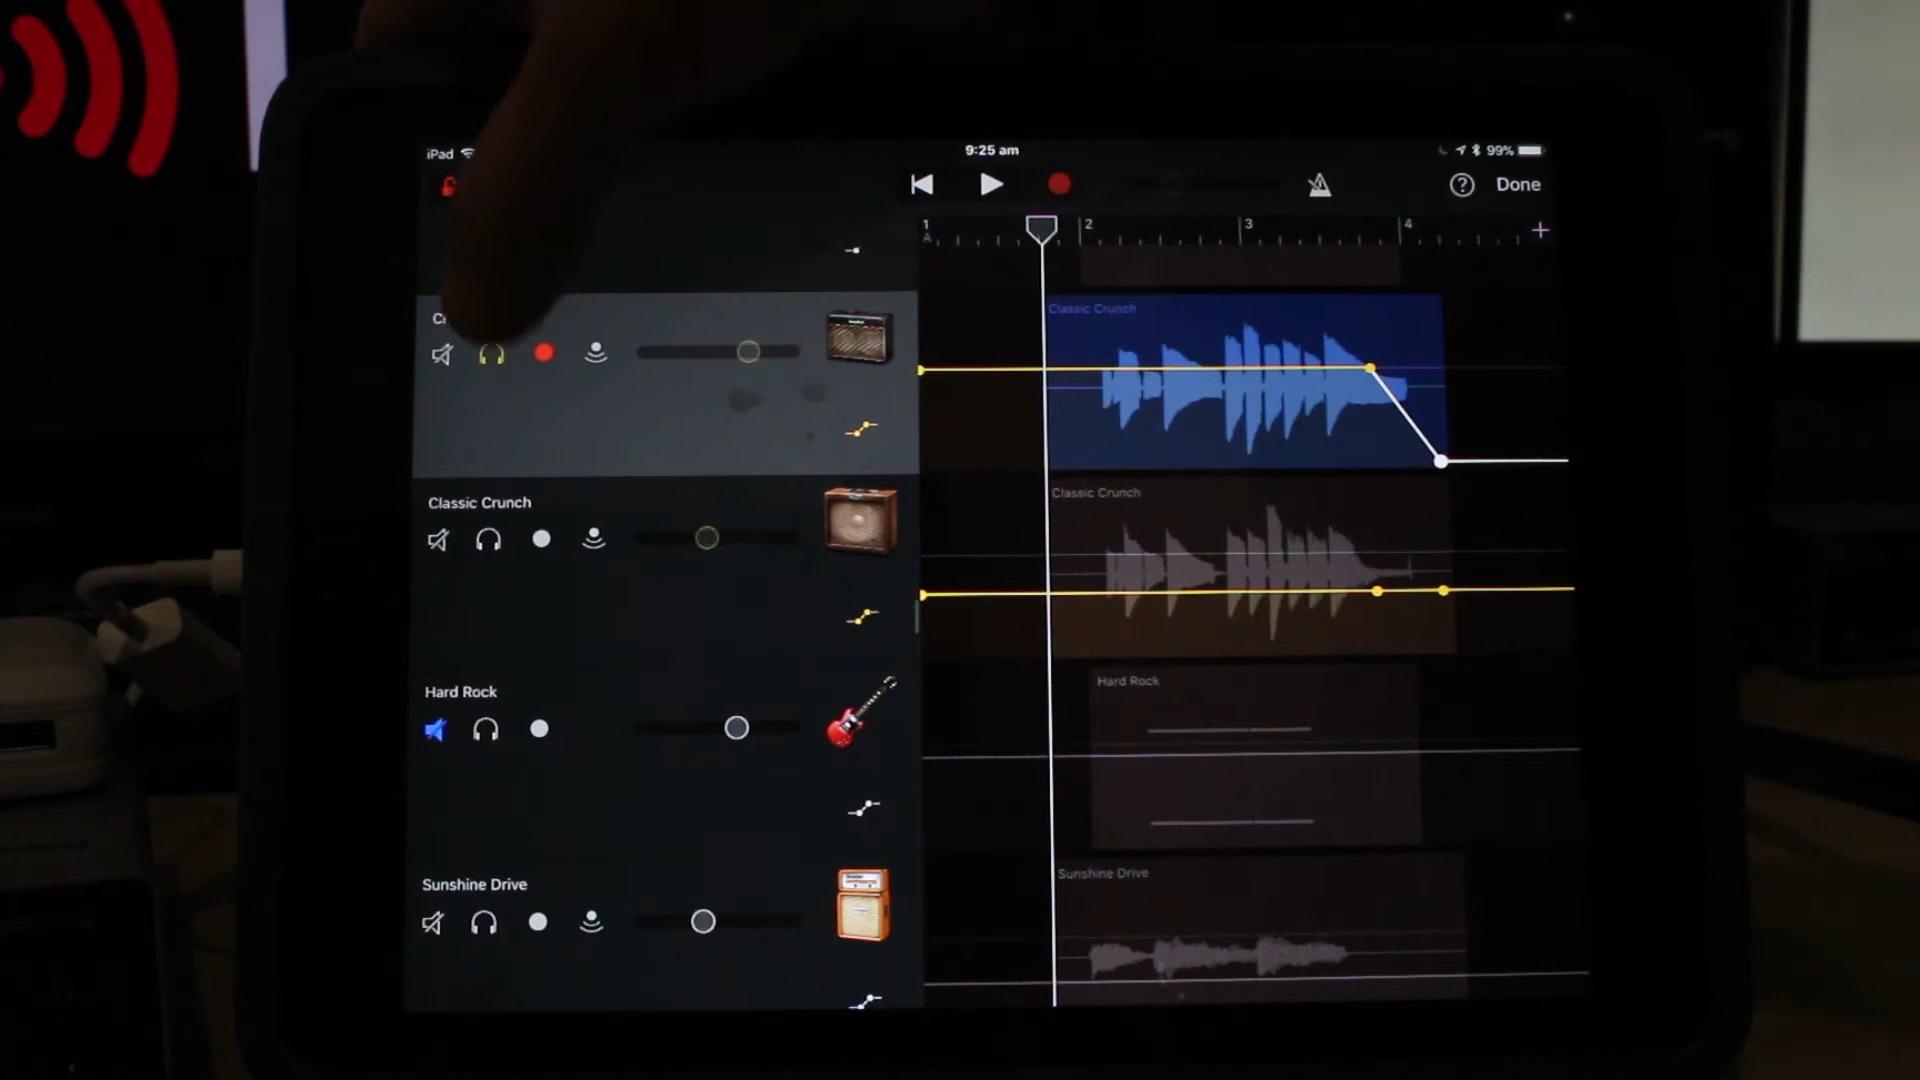 iPad
9:25 am
99%
Done
1
2
3
4
A
Classic Crunch
Classic Crunch
Classic Crunch
Hard Rock
Hard Rock
Sunshine Drive
Sunshine Drive